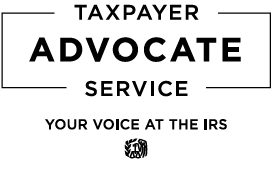 TAXPAYER
ADVOCATE
SERVICE
YOUR VOICE AT THE IRS